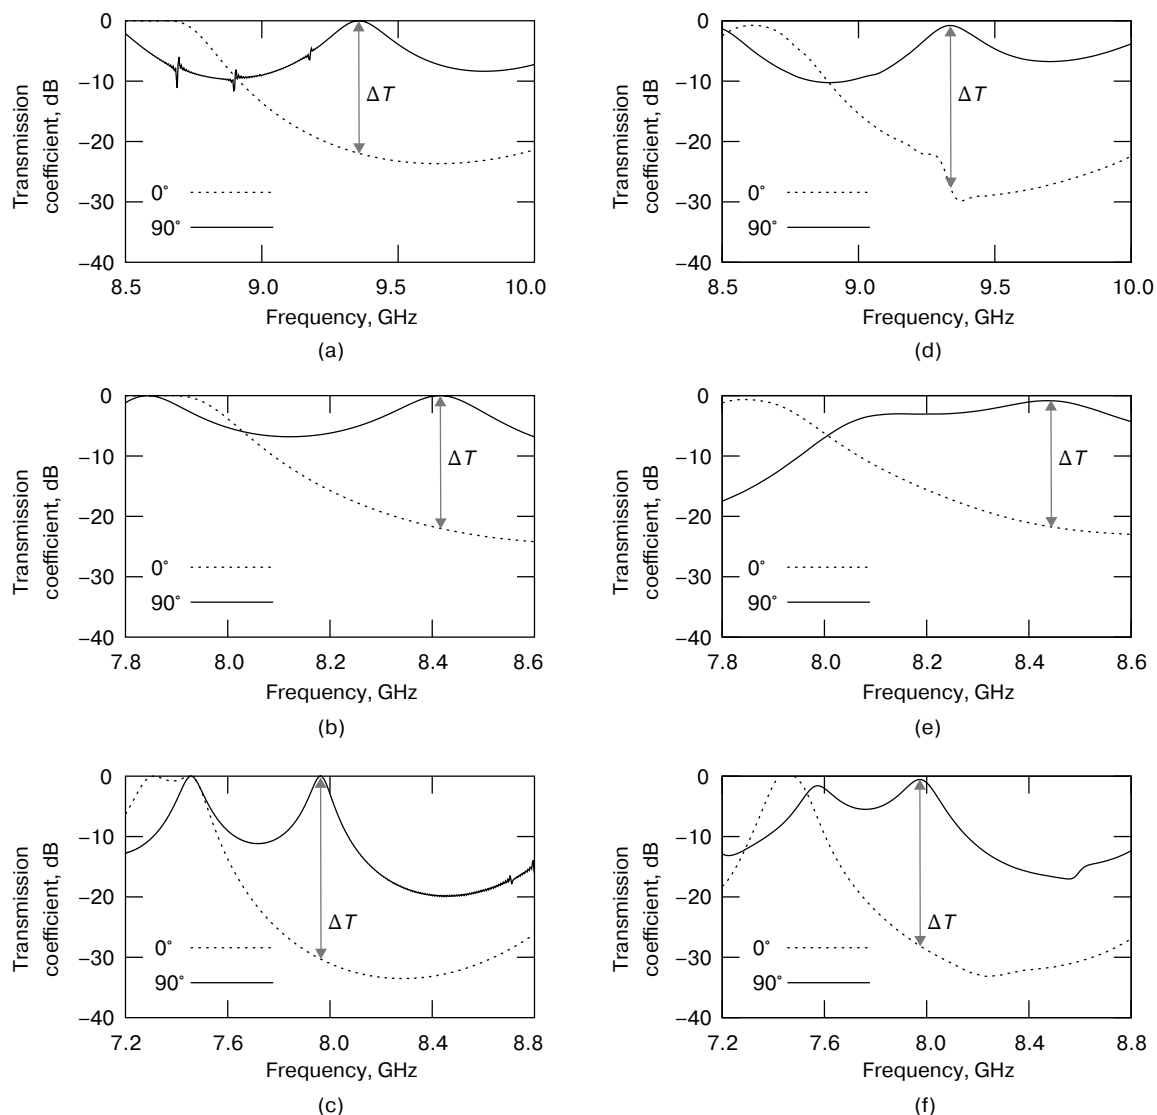 0
−10
−20
−30
−40
Transmission
coefficient, dB
ΔT
0°
90°
8.5
9.0
9.5
10.0
Frequency, GHz
(a)
0
−10
−20
−30
−40
Transmission
coefficient, dB
ΔT
0°
90°
8.5
9.0
9.5
10.0
Frequency, GHz
(d)
0
−10
−20
−30
−40
Transmission
coefficient, dB
ΔT
0°
90°
7.8
8.0
8.2
8.4
8.6
Frequency, GHz
(b)
0
−10
−20
−30
−40
Transmission
coefficient, dB
ΔT
0°
90°
7.8
8.0
8.2
8.4
8.6
Frequency, GHz
(e)
0
−10
−20
−30
−40
Transmission
coefficient, dB
ΔT
0°
90°
7.2
7.6
8.0
8.4
8.8
Frequency, GHz
(c)
0
−10
−20
−30
−40
Transmission
coefficient, dB
ΔT
0°
90°
7.2
7.6
8.0
8.4
8.8
Frequency, GHz
(f)